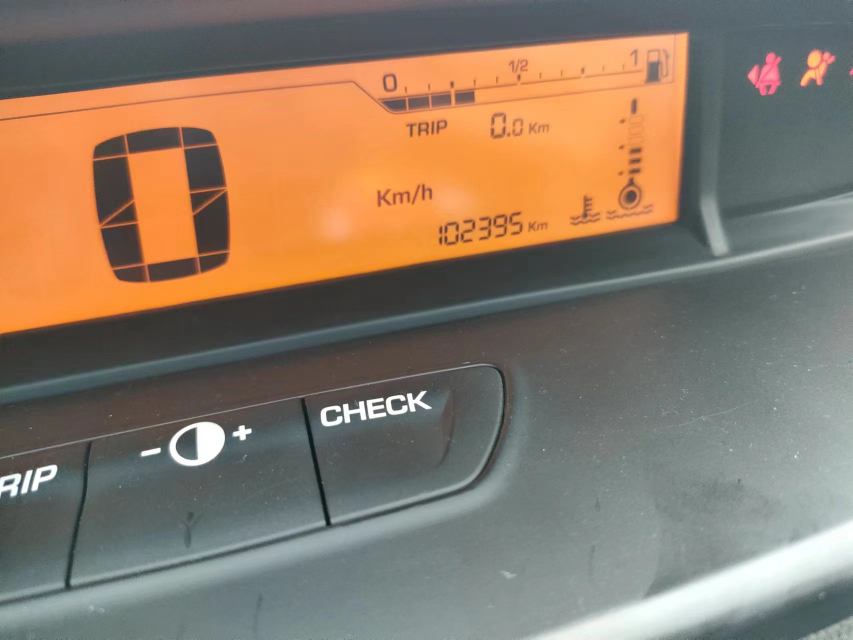 0 1/2 1
TRIP 0.0 Km
0
Km/h
102395 Km
RIP
- +
CHECK